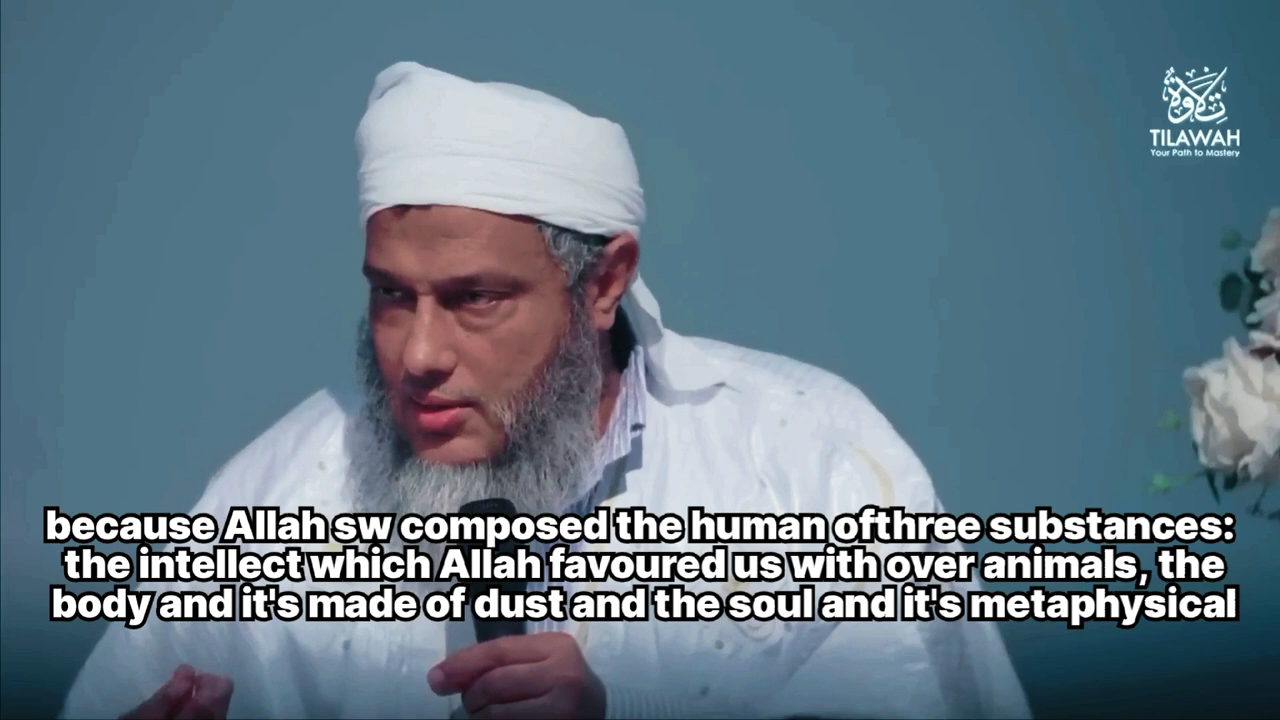 تلاوة
TILAWAH
Your Path to Mastery
because Allah sw composed the human ofthree substances:
the intellect which Allah favoured us with over animals, the
body and it's made of dust and the soul and it's metaphysical